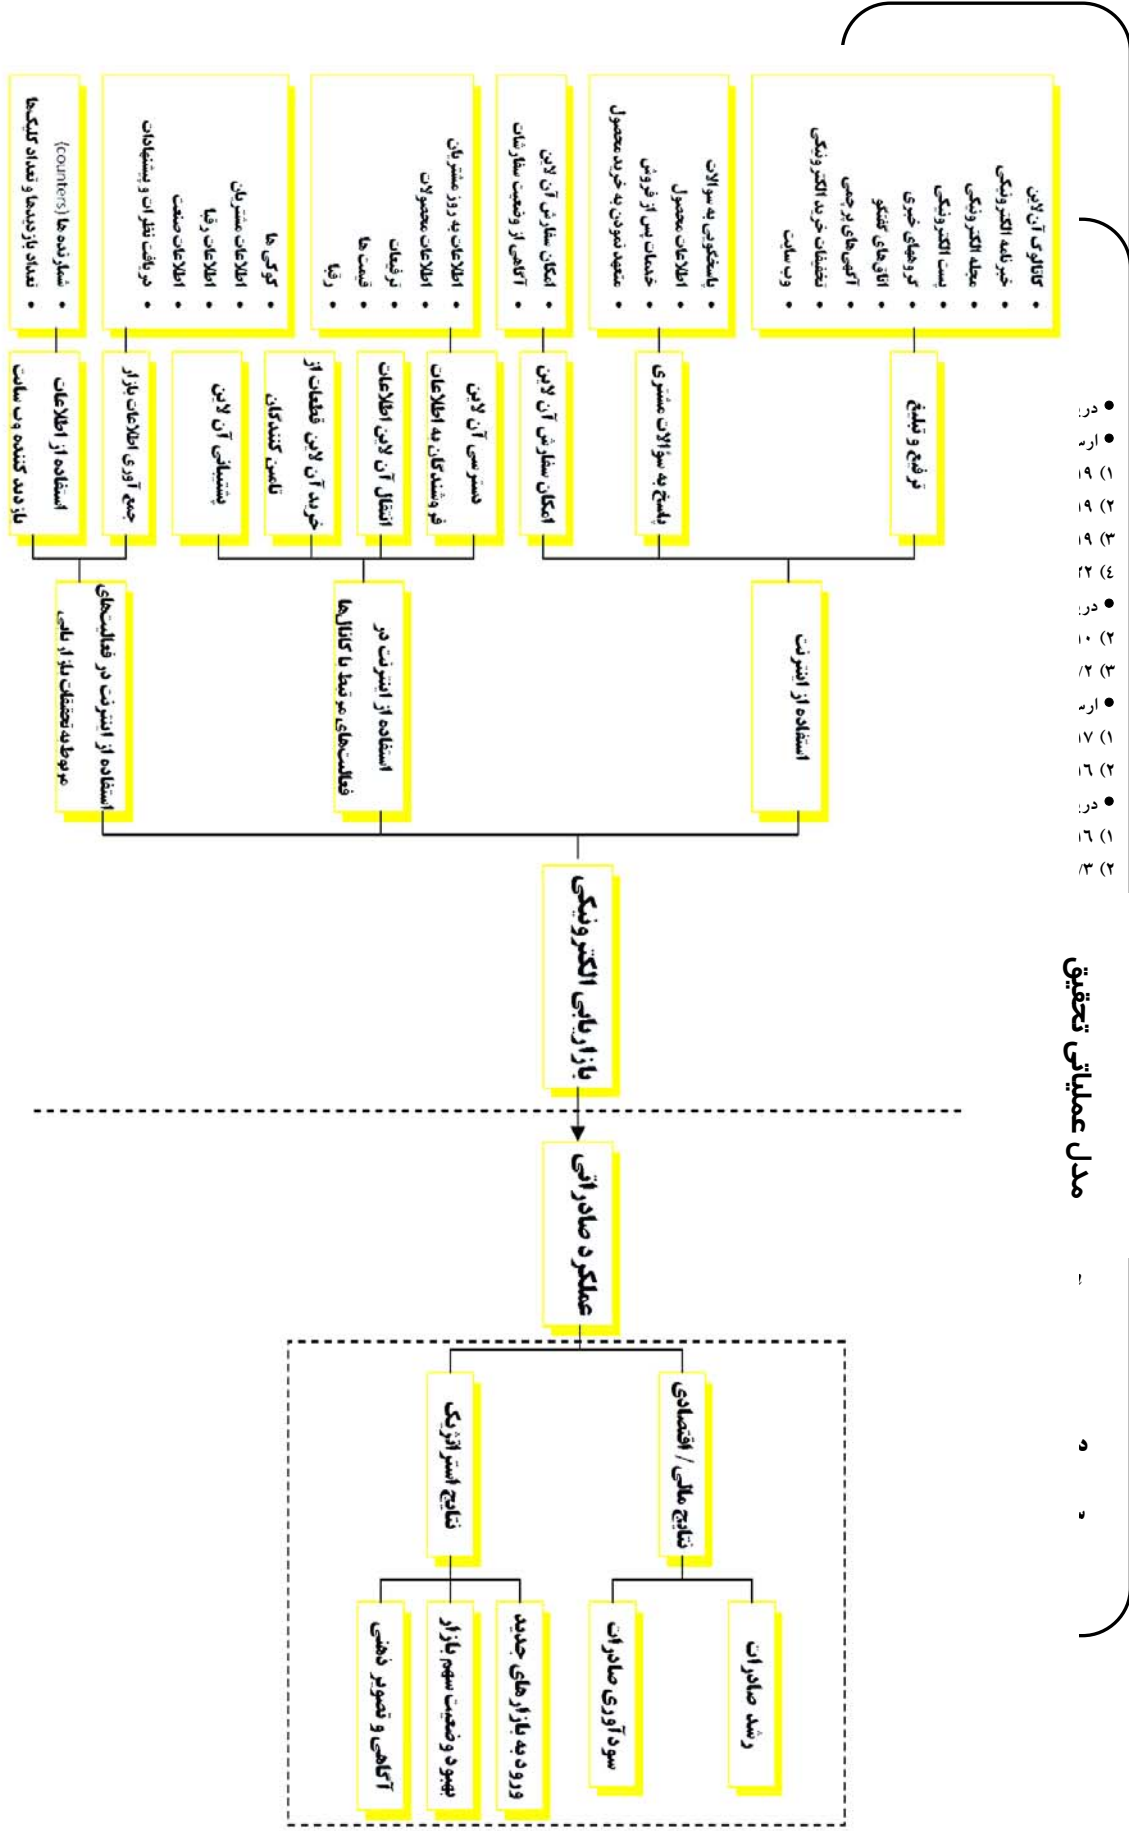 مدل عملیاتی تحقیق
کاتالوگ آن‌لاین
خبرنامه الکترونیکی
مجله الکترونیکی
پست الکترونیکی
گروههای خبری
اتاق‌های گفتگو
آگهی‌های پرچمی
تخفیفات خرید الکترونیکی
وب سایت
پاسخگویی به سوالات
اطلاعات محصول
خدمات پس از فروش
متعهد نمودن به خرید محصول
امکان سفارش آن لاین
آگاهی از وضعیت سفارشات
اطلاعات به روز مشتریان
اطلاعات محصولات
ترفیعات
قیمت‌ها
رقبا
کوکی ها
اطلاعات مشتریان
اطلاعات رقبا
اطلاعات صنعت
دریافت نظرات و پیشنهادات
شمارنده ها (counters)
تعداد بازدیدها و تعداد کلیک‌ها
ترفیع و تبلیغ
پاسخ به سؤالات مشتری
امکان سفارش آن لاین
دسترسی آن لاین
فروشندگان به اطلاعات
انتقال آن لاین اطلاعات
خرید آن لاین قطعات از
تامین کنندگان
پشتیبانی آن لاین
جمع آوری اطلاعات بازار
استفاده از اطلاعات
بازدید کننده وب سایت
استفاده از اینترنت
استفاده از اینترنت در
فعالیت‌های مرتبط با کانال‌ها
استفاده از اینترنت در فعالیت‌های
مربوط به تحقیقات بازاریابی
بازاریابی الکترونیکی
عملکرد صادراتی
نتایج مالی / اقتصادی
نتایج استراتژیک
رشد صادرات
سودآوری صادرات
ورود به بازارهای جدید
بهبود وضعیت سهم بازار
آگاهی و تصویر ذهنی